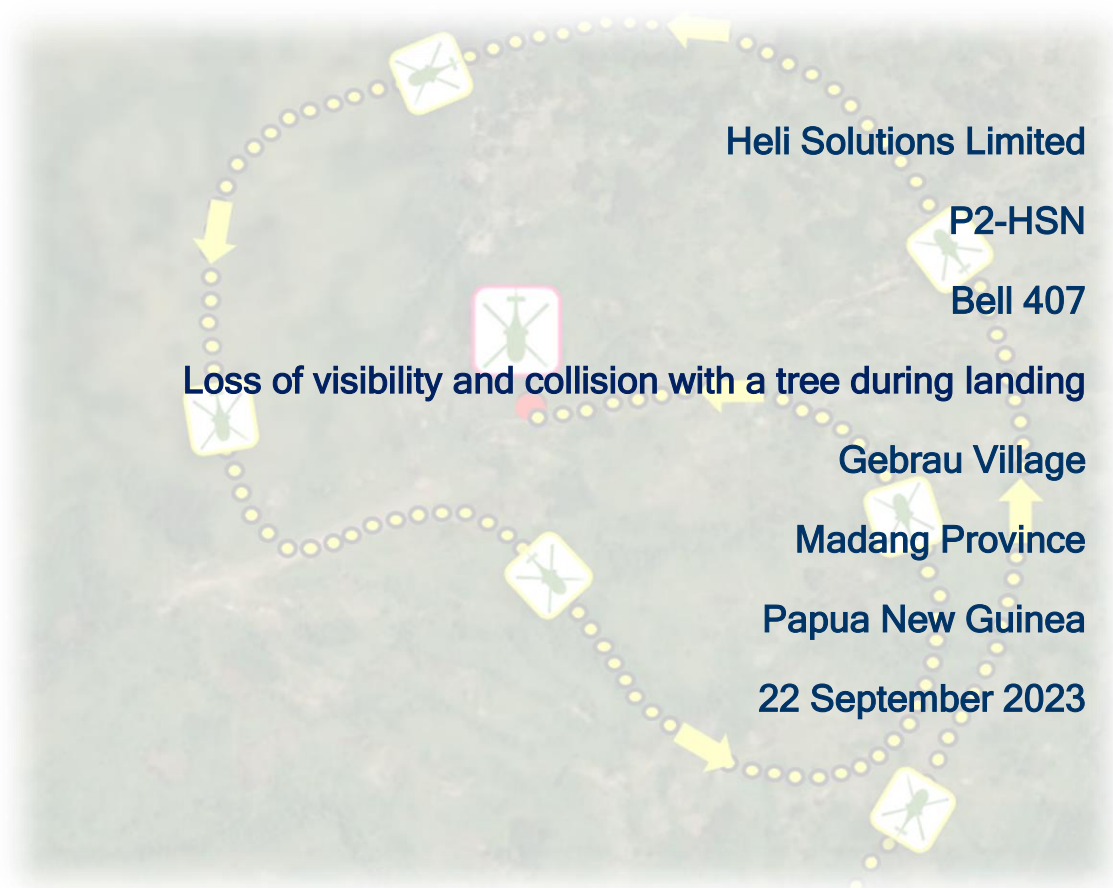 Heli Solutions Limited
P2-HSN
Bell 407
Loss of visibility and collision with a tree during landing
Gebrau Village
Madang Province
Papua New Guinea
22 September 2023